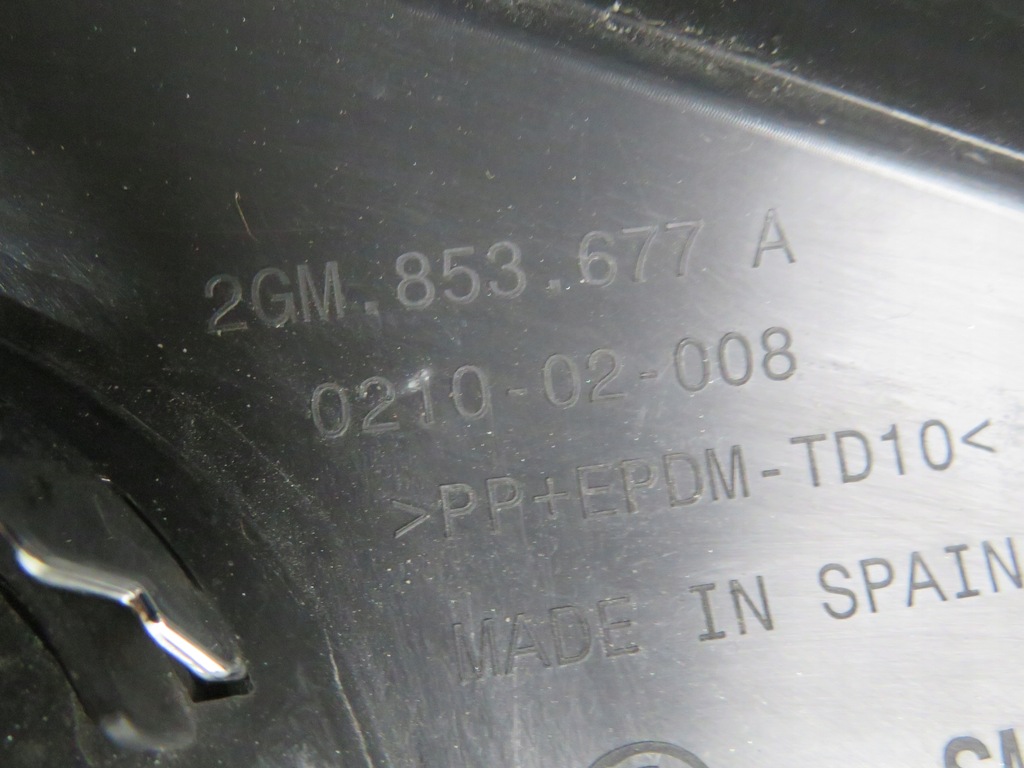 2GM.853.677 A
0210-02-008
>PP+EPDM-TD10<
MADE IN SPAIN